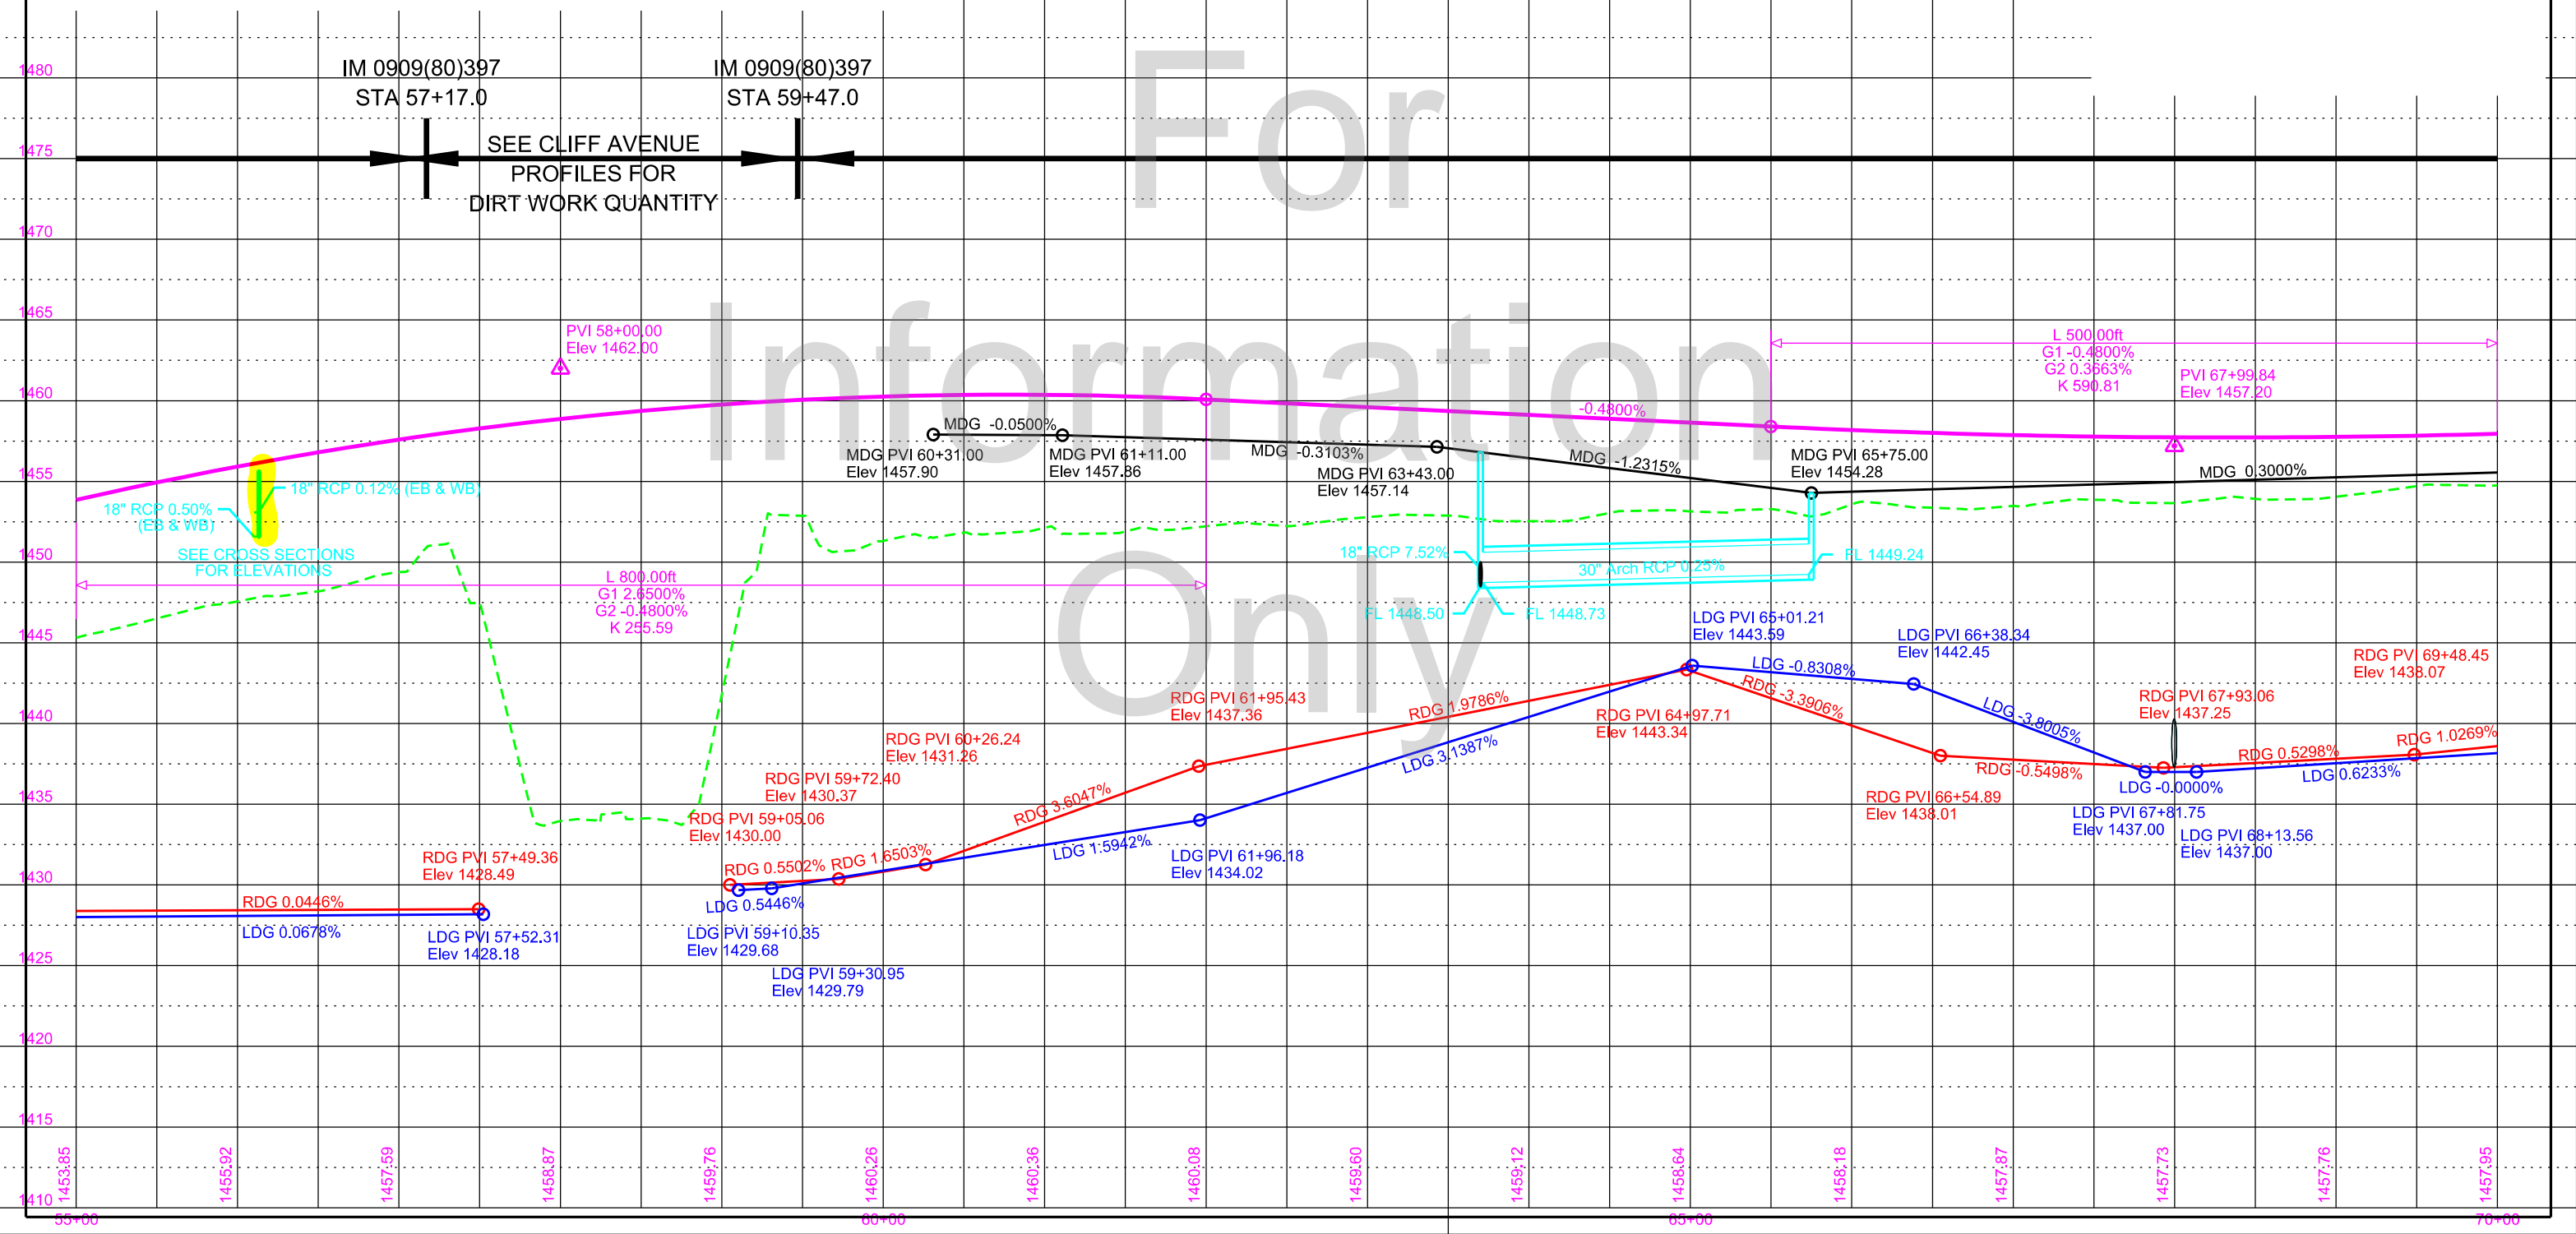 For
Information
Only
1480
1475
1470
1465
1460
1455
1450
1445
1440
1435
1430
1425
1420
1415
1410
IM 0909(80)397
STA 57+17.0
IM 0909(80)397
STA 59+47.0
SEE CLIFF AVENUE
PROFILES FOR
DIRT WORK QUANTITY
PVI 58+00.00
Elev 1462.00
L 500.00ft
G1 -0.4800%
G2 0.3663%
K 590.81
PVI 67+99.84
Elev 1457.20
-0.4800%
MDG -0.0500%
MDG PVI 60+31.00
Elev 1457.90
MDG PVI 61+11.00
Elev 1457.86
MDG -0.3103%
MDG PVI 63+43.00
Elev 1457.14
MDG -1.2315%
MDG PVI 65+75.00
Elev 1454.28
MDG 0.3000%
18" RCP 0.12% (EB & WB)
18" RCP 0.50%
(EB & WB)
SEE CROSS SECTIONS
FOR ELEVATIONS
L 800.00ft
G1 2.6500%
G2 -0.4800%
K 255.59
18" RCP 7.52%
30" Arch RCP 0.25%
FL 1449.24
FL 1448.50
FL 1448.73
LDG PVI 65+01.21
Elev 1443.59
LDG PVI 66+38.34
Elev 1442.45
LDG -0.8308%
RDG -3.3906%
LDG -3.8005%
RDG PVI 69+48.45
Elev 1438.07
RDG PVI 67+93.06
Elev 1437.25
RDG PVI 61+95.43
Elev 1437.36
RDG 1.9786%
RDG PVI 64+97.71
Elev 1443.34
LDG 3.1387%
RDG PVI 60+26.24
Elev 1431.26
RDG PVI 59+72.40
Elev 1430.37
RDG PVI 59+05.06
Elev 1430.00
RDG 3.6047%
RDG -0.5498%
RDG 0.5298%
RDG 1.0269%
LDG -0.0000%
LDG 0.6233%
RDG PVI 66+54.89
Elev 1438.01
LDG PVI 67+81.75
Elev 1437.00
LDG PVI 68+13.56
Elev 1437.00
RDG PVI 57+49.36
Elev 1428.49
RDG 0.5502%
RDG 1.6503%
LDG 1.5942%
LDG PVI 61+96.18
Elev 1434.02
RDG 0.0446%
LDG 0.0678%
LDG 0.5446%
LDG PVI 57+52.31
Elev 1428.18
LDG PVI 59+10.35
Elev 1429.68
LDG PVI 59+30.95
Elev 1429.79
1453.85
1455.92
1457.59
1458.87
1459.76
1460.26
1460.36
1460.08
1459.60
1459.12
1458.64
1458.18
1457.87
1457.73
1457.76
1457.95
55+00
60+00
65+00
70+00